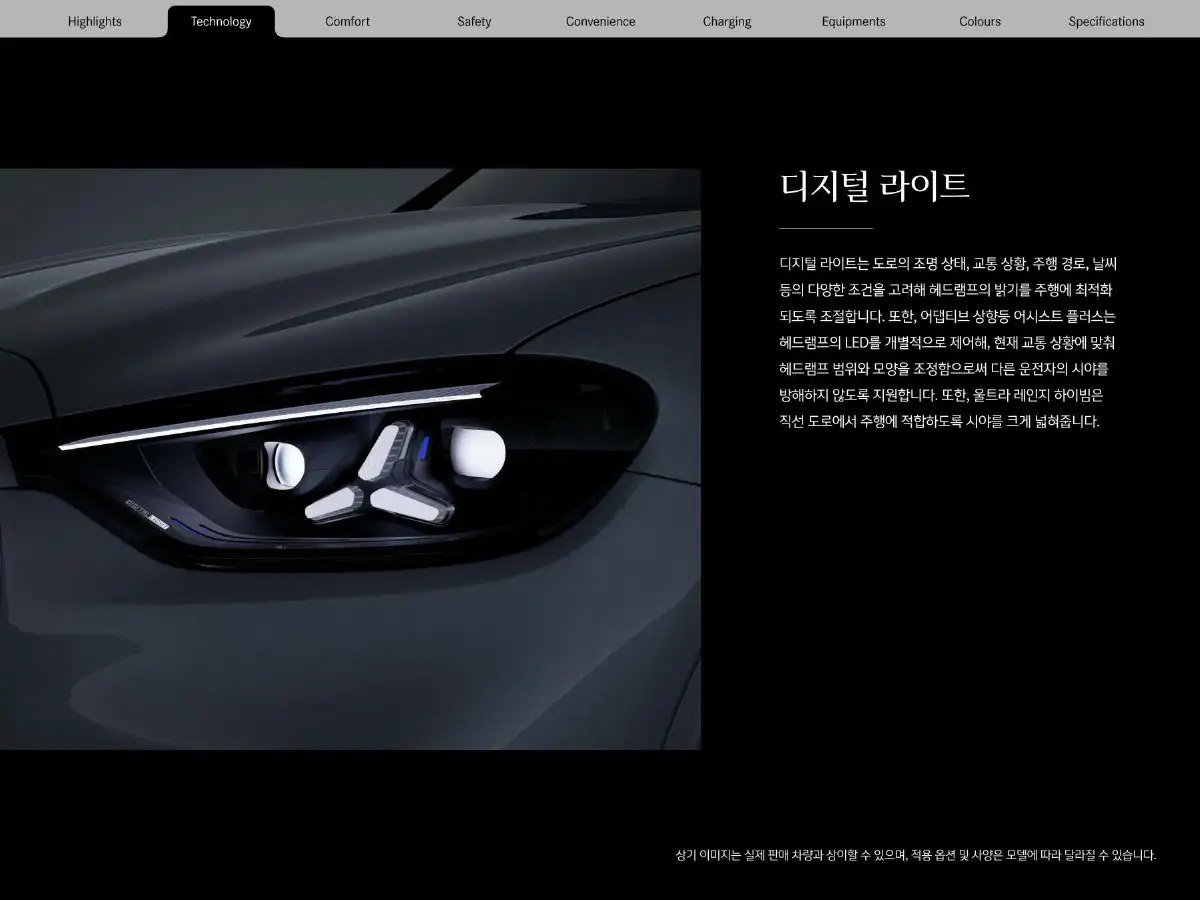 Highlights
Technology
Comfort
Safety
Convenience
Charging
Equipments
Colours
Specifications
디지털 라이트
디지털 라이트는 도로의 조명 상태, 교통 상황, 주행 경로, 날씨
등의 다양한 조건을 고려해 헤드램프의 밝기를 주행에 최적화
되도록 조절합니다. 또한, 어댑티브 상향등 어시스트 플러스는
헤드램프의 LED를 개별적으로 제어해, 현재 교통 상황에 맞춰
헤드램프 범위와 모양을 조정함으로써 다른 운전자의 시야를
방해하지 않도록 지원합니다. 또한, 울트라 레인지 하이빔은
직선 도로에서 주행에 적합하도록 시야를 크게 넓혀줍니다.
DIGITAL
상기 이미지는 실제 판매 차량과 상이할 수 있으며, 적용 옵션 및 사양은 모델에 따라 달라질 수 있습니다.